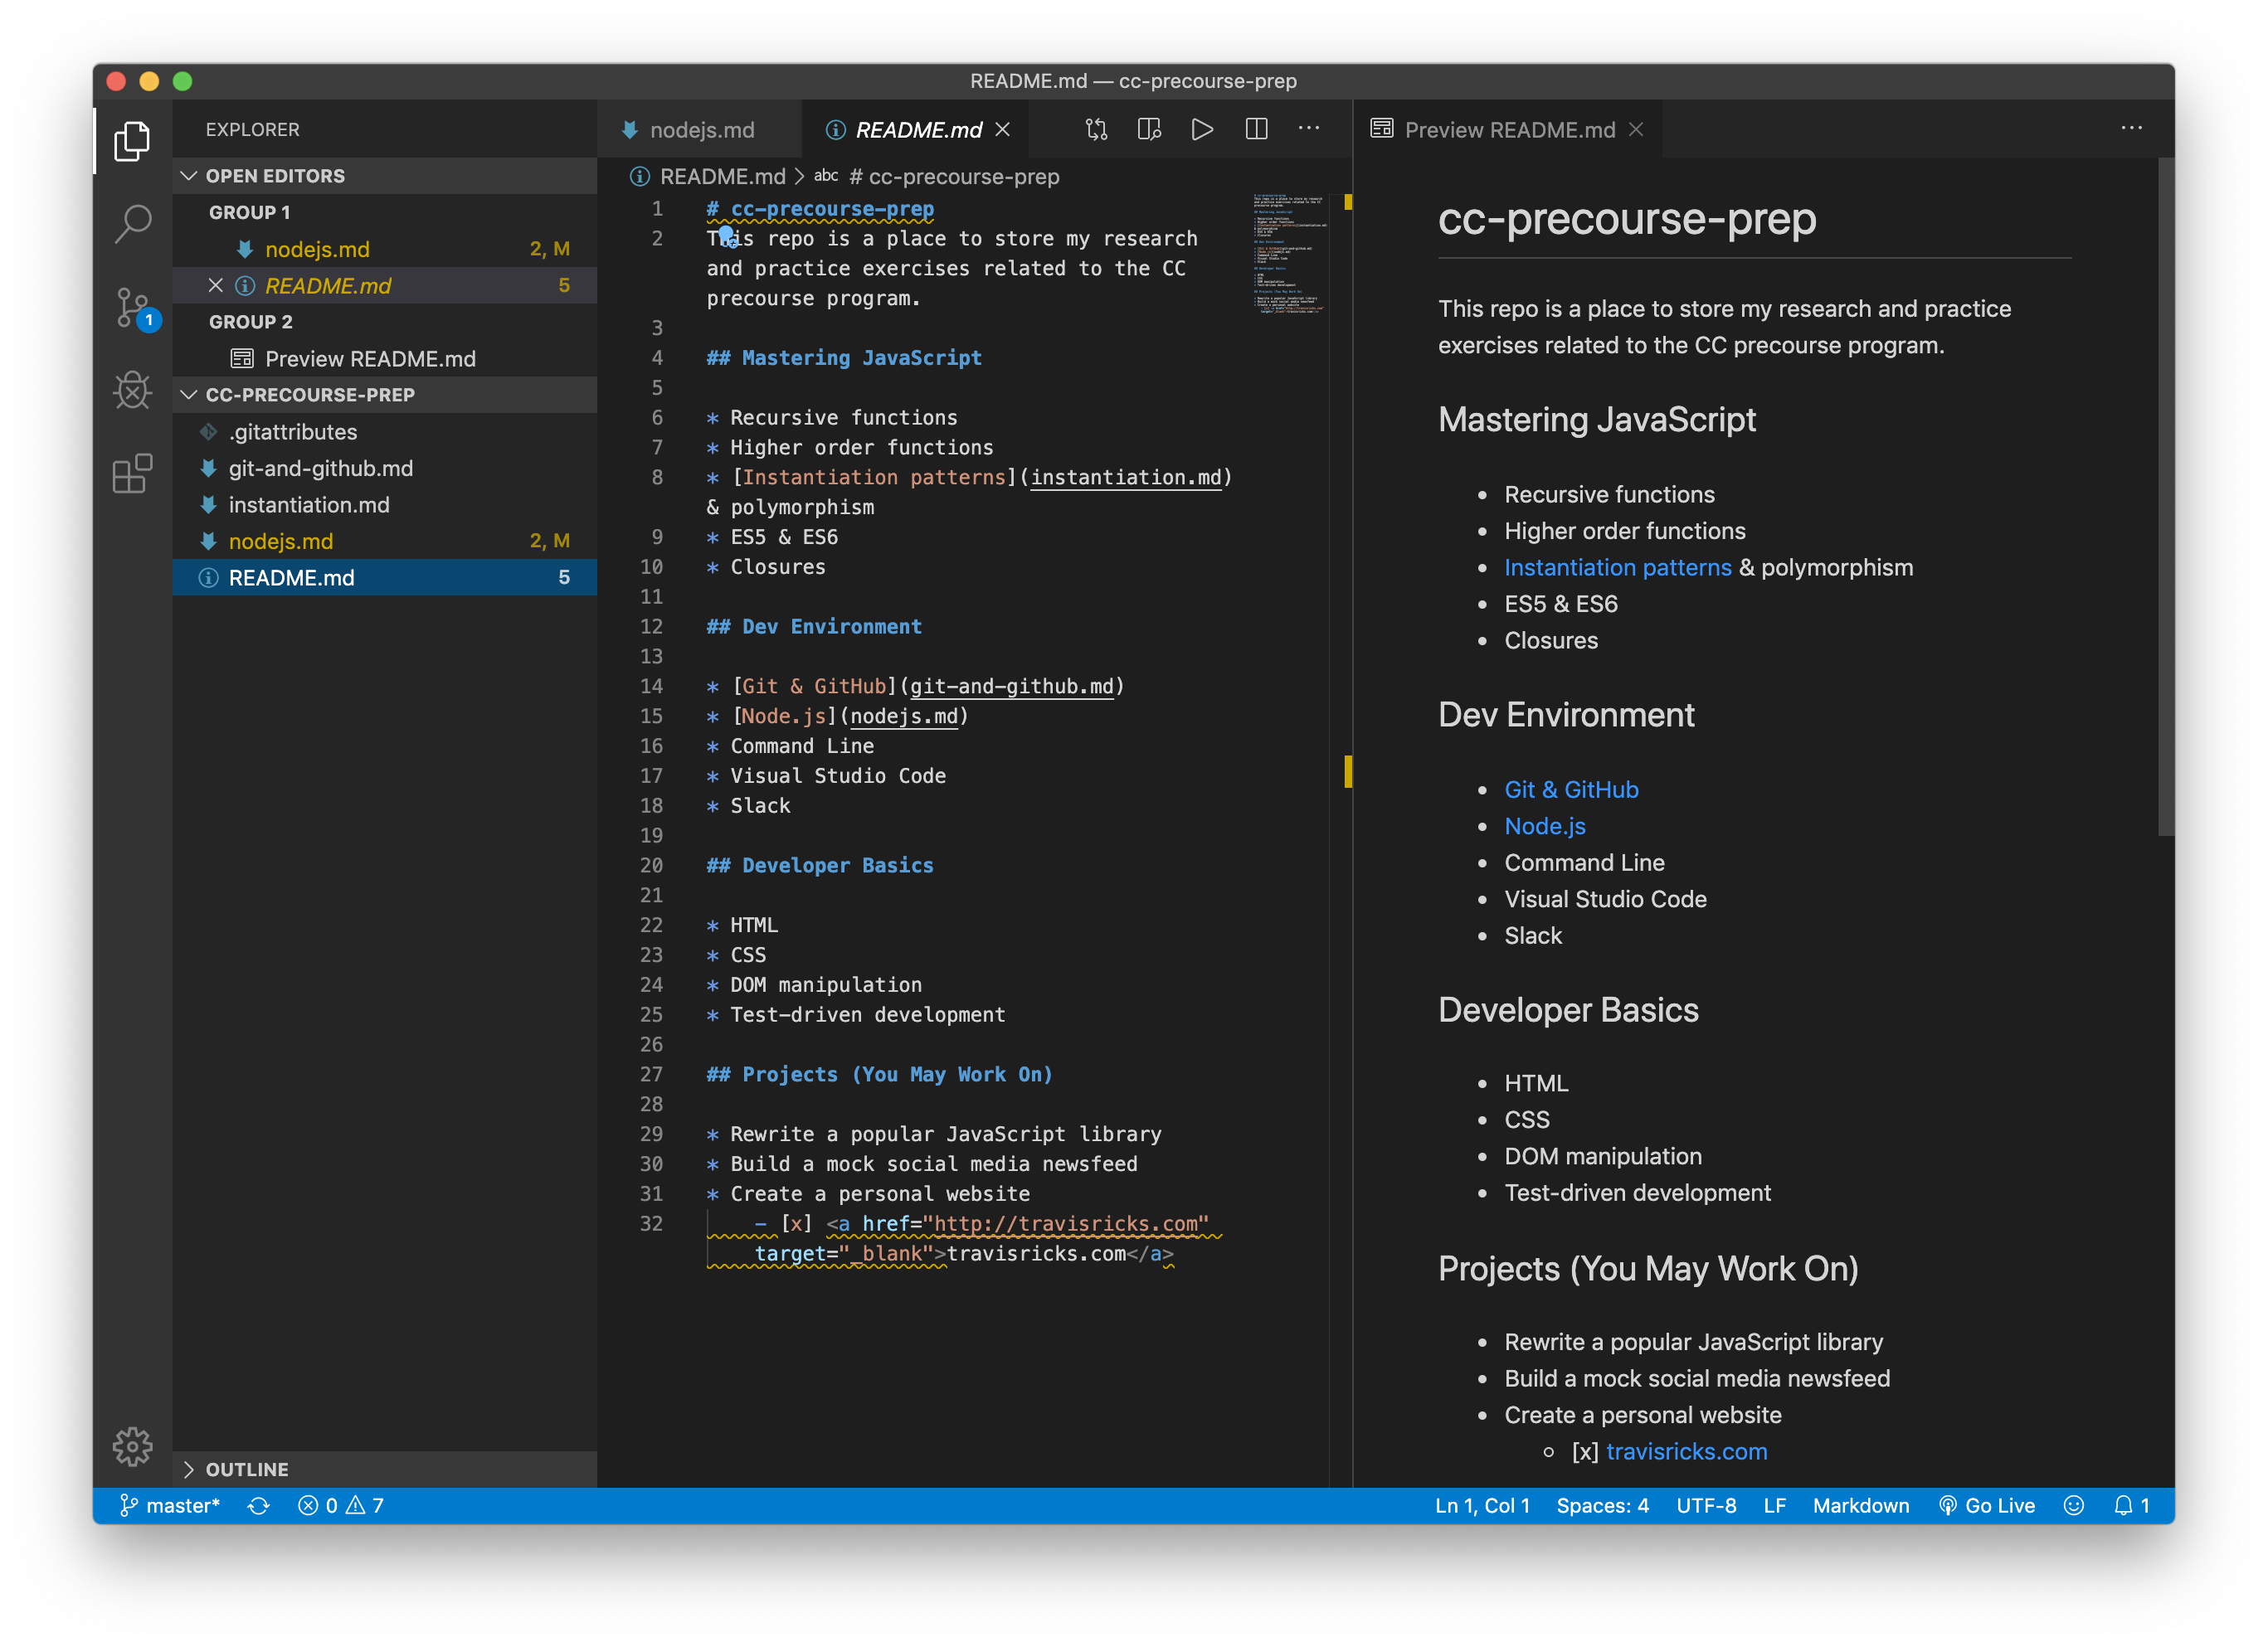 README.md — cc-precourse-prep
EXPLORER
OPEN EDITORS
GROUP 1
nodejs.md 2, M
README.md 5
GROUP 2
Preview README.md
CC-PRECOURSE-PREP
.gitattributes
git-and-github.md
instantiation.md
nodejs.md 2, M
README.md 5
OUTLINE
1
nodejs.md README.md
README.md > abc # cc-precourse-prep
1 # cc-precourse-prep
2 This repo is a place to store my research
and practice exercises related to the CC
precourse program.
3
4 ## Mastering JavaScript
5
6 * Recursive functions
7 * Higher order functions
8 * [Instantiation patterns](instantiation.md)
& polymorphism
9 * ES5 & ES6
10 * Closures
11
12 ## Dev Environment
13
14 * [Git & GitHub](git-and-github.md)
15 * [Node.js](nodejs.md)
16 * Command Line
17 * Visual Studio Code
18 * Slack
19
20 ## Developer Basics
21
22 * HTML
23 * CSS
24 * DOM manipulation
25 * Test-driven development
26
27 ## Projects (You May Work On)
28
29 * Rewrite a popular JavaScript library
30 * Build a mock social media newsfeed
31 * Create a personal website
32 - [x] <a href="http://travisricks.com"
target="_blank">travisricks.com</a>
Preview README.md
cc-precourse-prep
This repo is a place to store my research and practice
exercises related to the CC precourse program.
Mastering JavaScript
• Recursive functions
• Higher order functions
• Instantiation patterns & polymorphism
• ES5 & ES6
• Closures
Dev Environment
• Git & GitHub
• Node.js
• Command Line
• Visual Studio Code
• Slack
Developer Basics
• HTML
• CSS
• DOM manipulation
• Test-driven development
Projects (You May Work On)
• Rewrite a popular JavaScript library
• Build a mock social media newsfeed
• Create a personal website
◦ [x] travisricks.com
master* 0 7 Ln 1, Col 1 Spaces: 4 UTF-8 LF Markdown Go Live 1